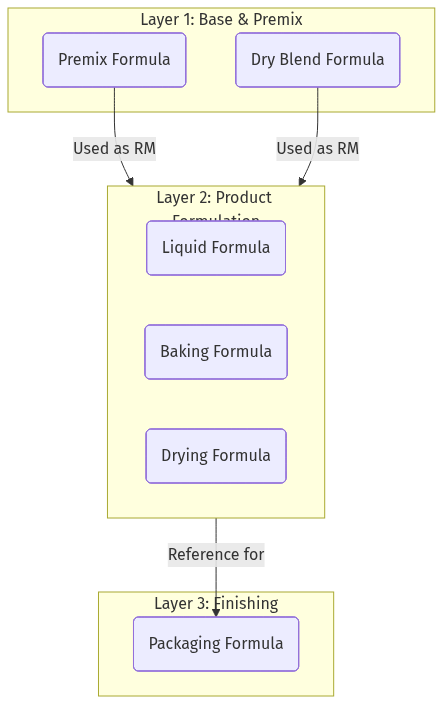 Layer 1: Base & Premix
Premix Formula
Dry Blend Formula
Used as RM
Used as RM
Layer 2: Product
Formulation
Liquid Formula
Baking Formula
Drying Formula
Reference for
Layer 3: Finishing
Packaging Formula